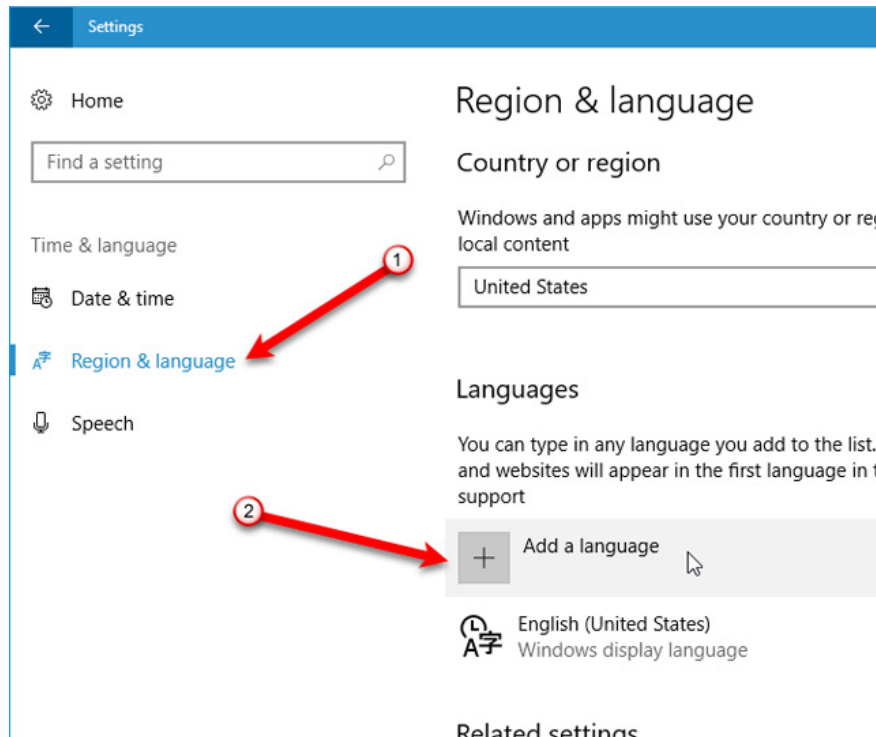 Settings
Home
Find a setting
Time & language
Date & time
Region & language
Speech
Region & language
Country or region
Windows and apps might use your country or
local content
United States
Languages
You can type in any language you add to the list.
and websites will appear in the first language in
support
Add a language
English (United States)
Windows display language
Related settings
1
2